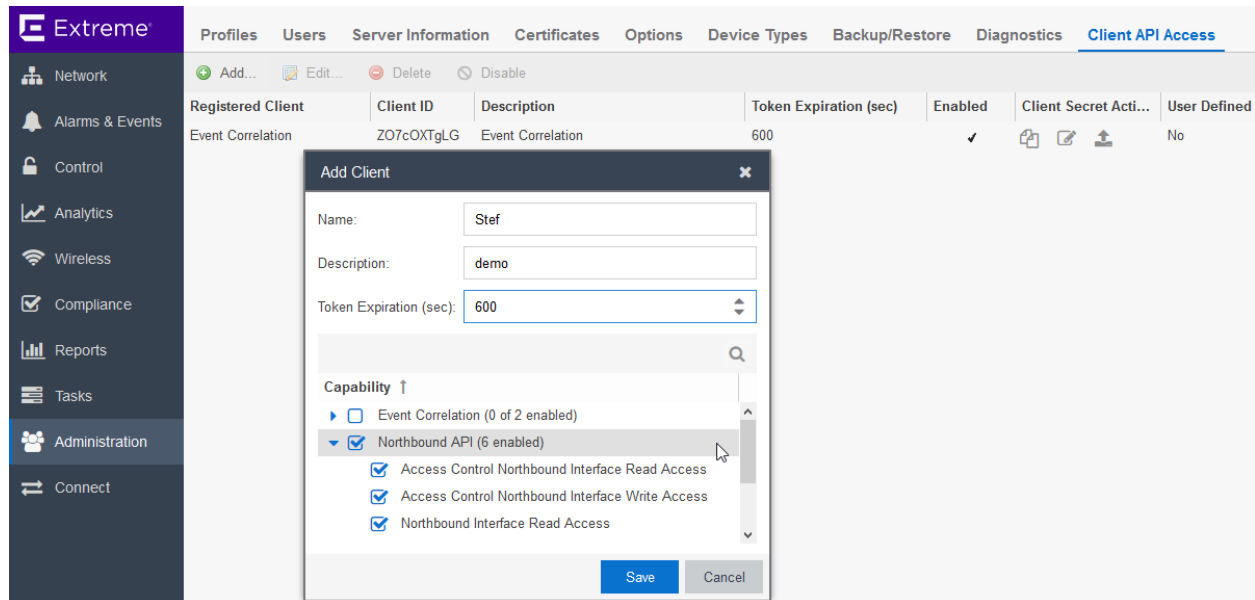 Extreme
Profiles Users Server Information Certificates Options Device Types Backup/Restore Diagnostics Client API Access
Network
Alarms & Events
Control
Analytics
Wireless
Compliance
Reports
Tasks
Administration
Connect
Add... Edit... Delete Disable
Registered Client Client ID Description Token Expiration (sec) Enabled Client Secret Acti... User Defined
Event Correlation ZO7cOXTgLG Event Correlation 600 No
Add Client
Name: Stef
Description: demo
Token Expiration (sec): 600
Capability
Event Correlation (0 of 2 enabled)
Northbound API (6 enabled)
Access Control Northbound Interface Read Access
Access Control Northbound Interface Write Access
Northbound Interface Read Access
Save Cancel